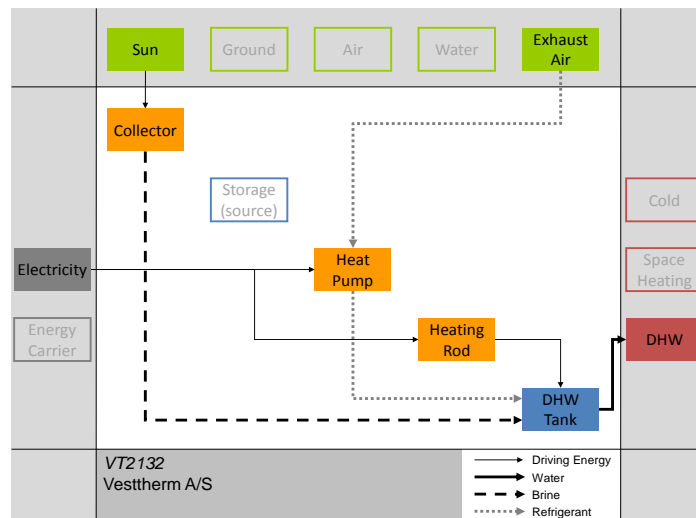 Sun
Ground
Air
Water
Exhaust
Air
Collector
Storage
(source)
Cold
Electricity
Heat
Pump
Space
Heating
Energy
Carrier
Heating
Rod
DHW
DHW
Tank
VT2132
Vesttherm A/S
Driving Energy
Water
Brine
Refrigerant